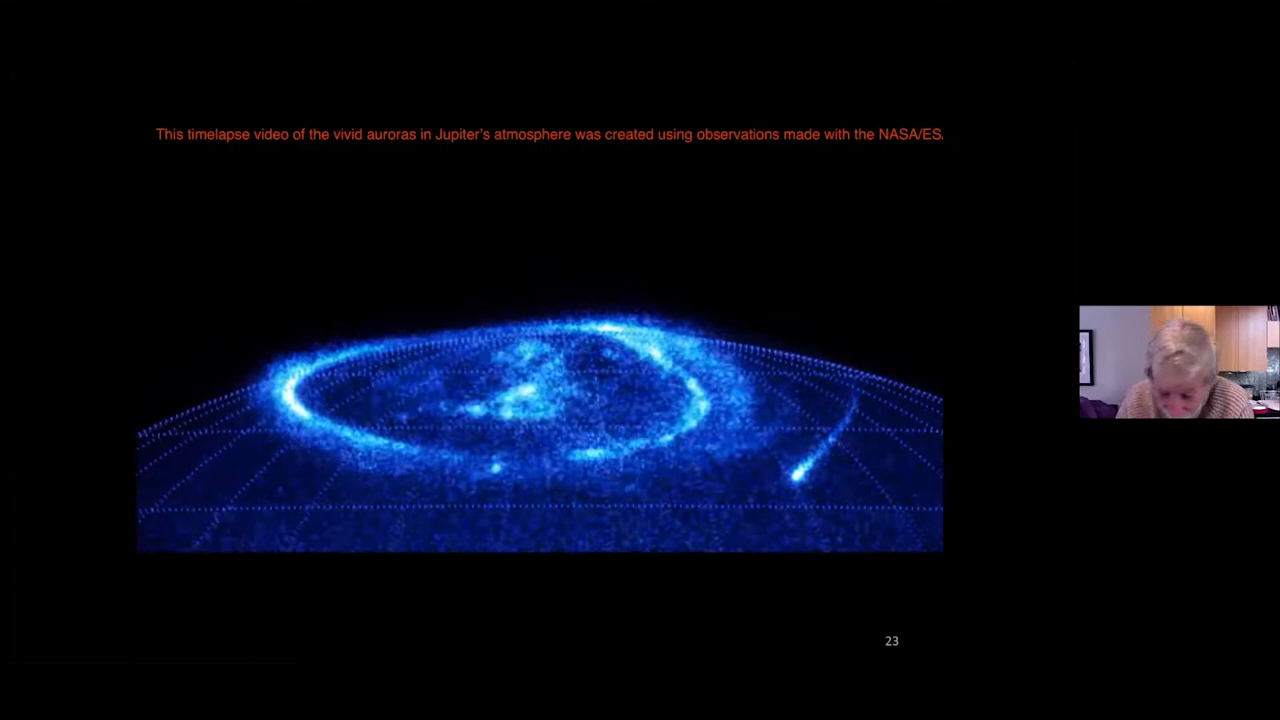 This timelapse video of the vivid auroras in Jupiter's atmosphere was created using observations made with the NASA/ES
23